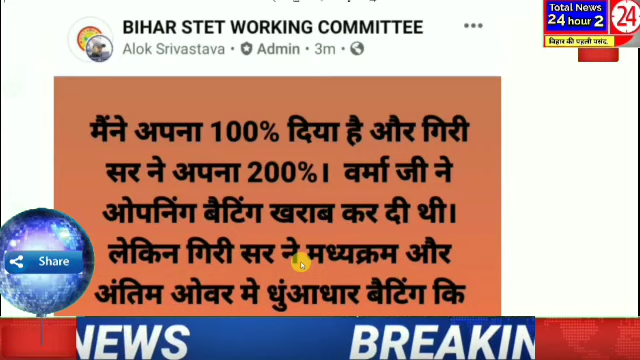 BIHAR STET WORKING COMMITTEE
Alok Srivastava • Admin • 3m •
Total News
24 hour 2
24
बिहार की पहली पसंद.
मैंने अपना 100% दिया है और गिरी
सर ने अपना 200%। वर्मा जी ने
ओपनिंग बैटिंग खराब कर दी थी।
लेकिन गिरी सर ने मध्यक्रम और
अंतिम ओवर मे धुंआधार बैटिंग कि
Share
NEWS BREAKIN